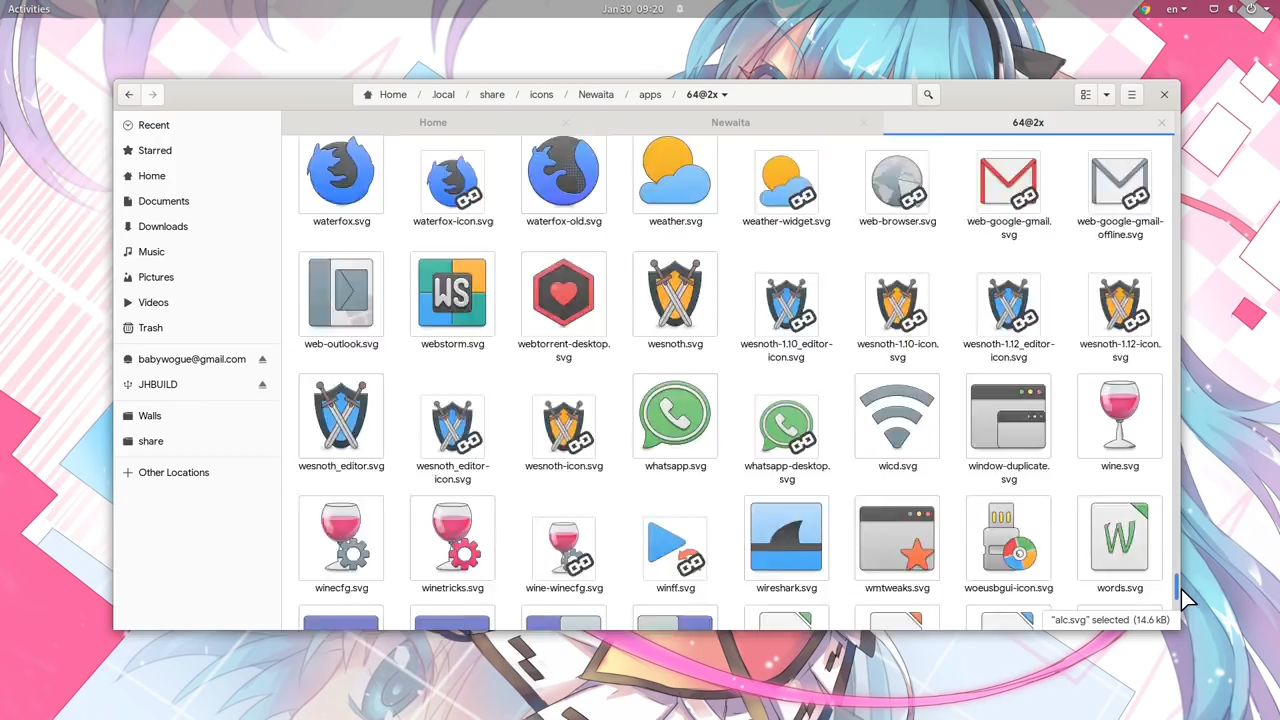 Activities
Jan 30 09:20
en
Home / .local / share / icons / Newaita / apps / 64@2x
Home
Newaita
64@2x
Recent
Starred
Home
Documents
Downloads
Music
Pictures
Videos
Trash
babywogue@gmail.com
JHBUILD
Walls
share
Other Locations
waterfox.svg
waterfox-icon.svg
waterfox-old.svg
weather.svg
weather-widget.svg
web-browser.svg
web-google-gmail.
svg
web-google-gmail-
offline.svg
WS
web-outlook.svg
webstorm.svg
webtorrent-desktop.
svg
wesnoth.svg
wesnoth-1.10_editor-
icon.svg
wesnoth-1.10-icon.
svg
wesnoth-1.12_editor-
icon.svg
wesnoth-1.12-icon.
svg
wesnoth_editor.svg
wesnoth_editor-
icon.svg
wesnoth-icon.svg
whatsapp.svg
whatsapp-desktop.
svg
wicd.svg
window-duplicate.
svg
wine.svg
W
winecfg.svg
winetricks.svg
wine-winecfg.svg
winff.svg
wireshark.svg
wmtweaks.svg
woeusbgui-icon.svg
words.svg
"alc.svg" selected (14.6 kB)